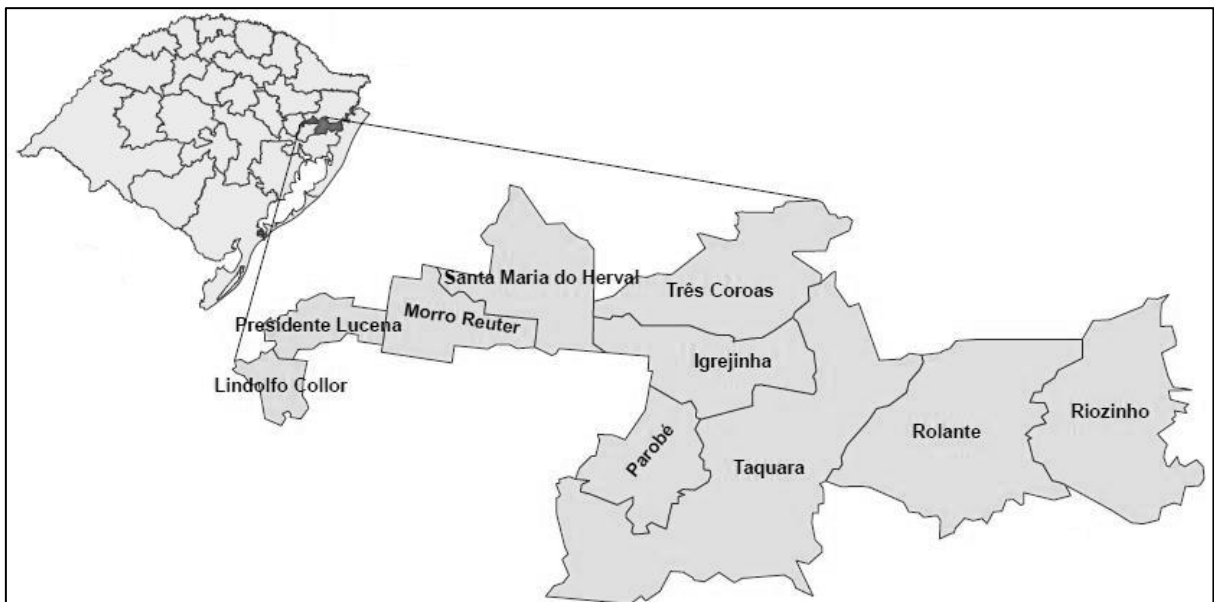 Santa Maria do Herval
Três Coroas
Presidente Lucena
Morro Reuter
Igrejinha
Lindolfo Collor
Riozinho
Rolante
Parobé
Taquara